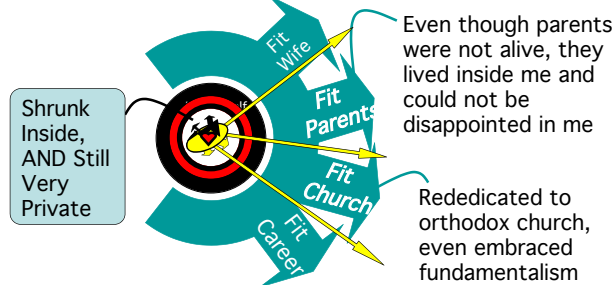 Shrunk
Inside,
AND Still
Very
Private
Fit
Wife
Fit
Parents
Fit
Church
Fit
Career
Even though parents
were not alive, they
lived inside me and
could not be
disappointed in me
Rededicated to
orthodox church,
even embraced
fundamentalism